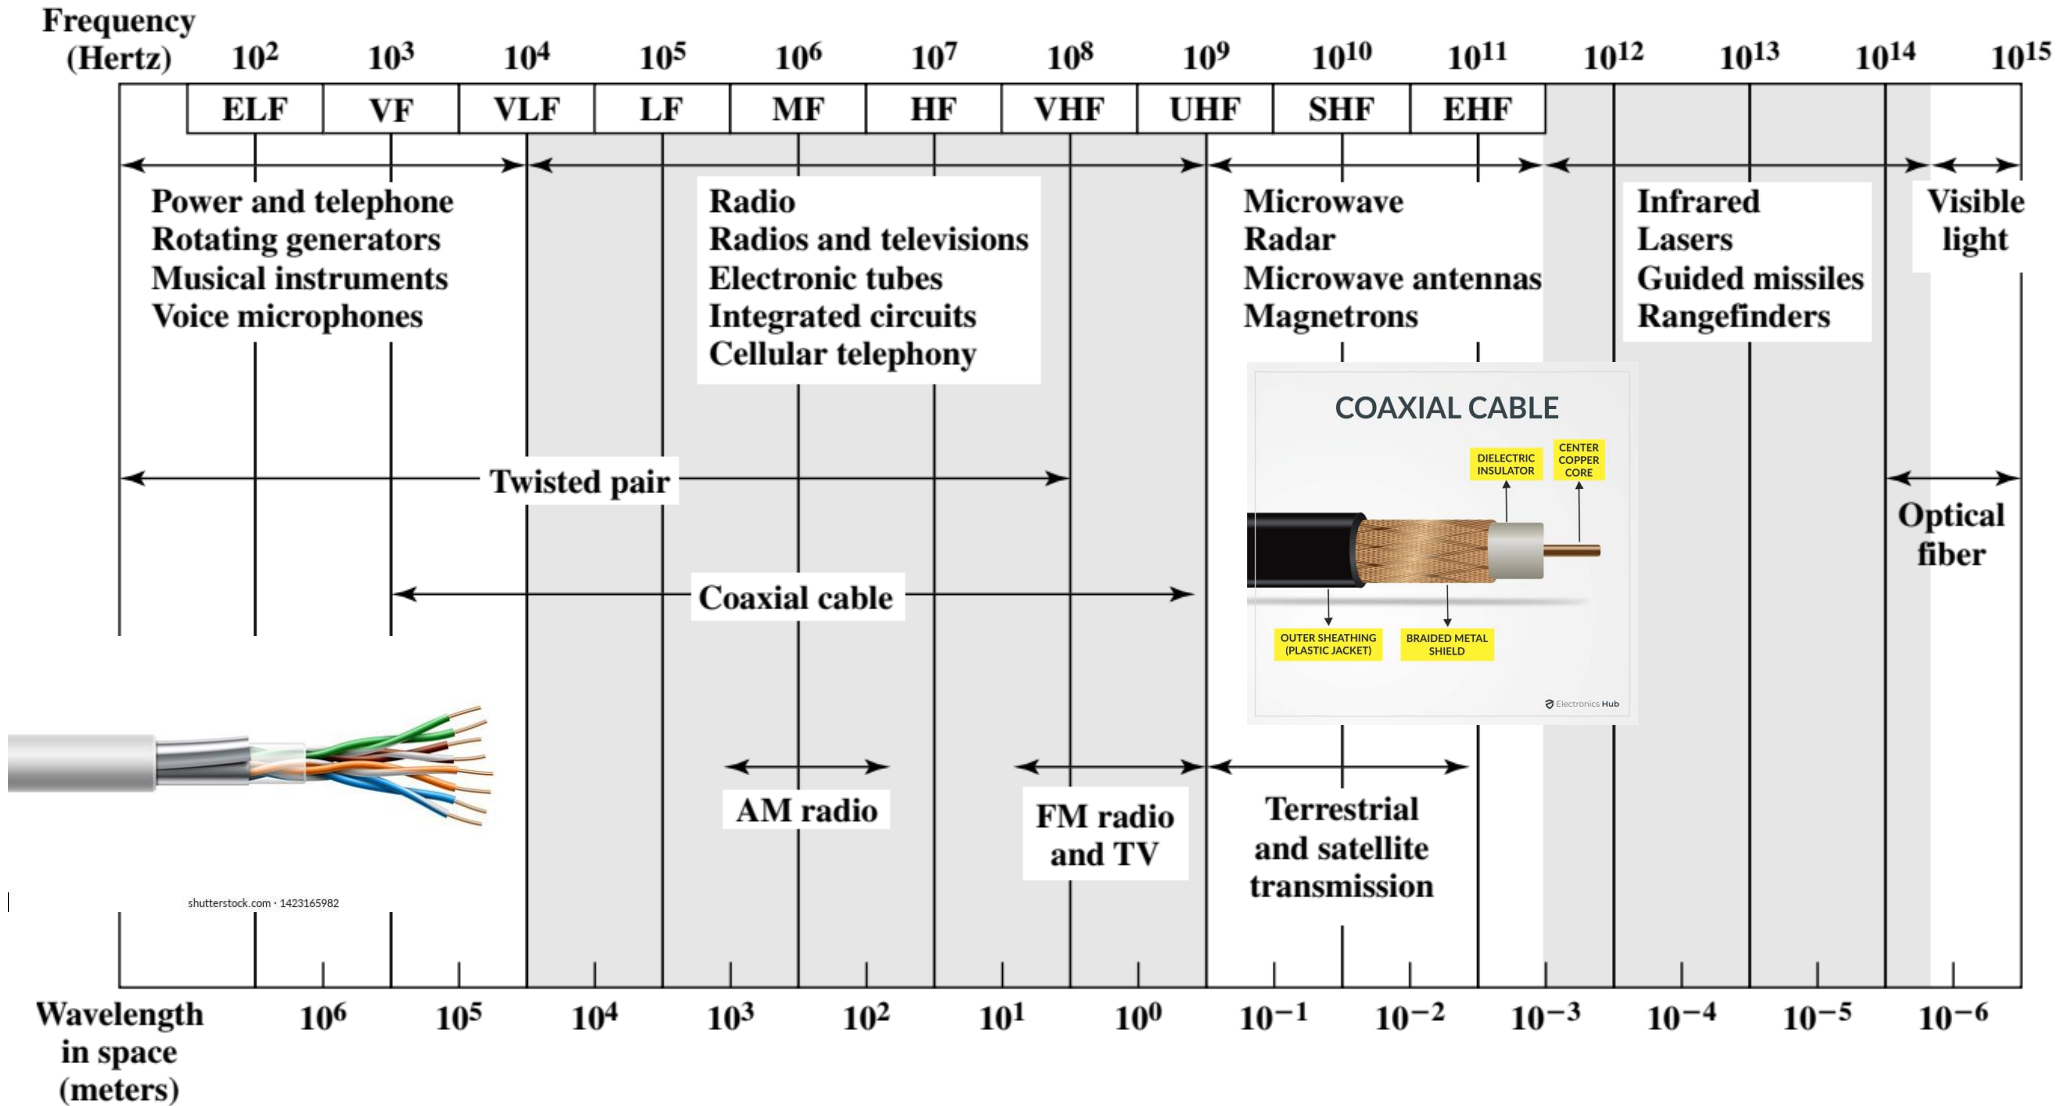 Frequency
(Hertz) 10² 10³ 10⁴ 10⁵ 10⁶ 10⁷ 10⁸ 10⁹ 10¹⁰ 10¹¹ 10¹² 10¹³ 10¹⁴ 10¹⁵
ELF VF VLF LF MF HF VHF UHF SHF EHF
Power and telephone
Rotating generators
Musical instruments
Voice microphones
Radio
Radios and televisions
Electronic tubes
Integrated circuits
Cellular telephony
Microwave
Radar
Microwave antennas
Magnetrons
Infrared
Lasers
Guided missiles
Rangefinders
Visible
light
Twisted pair
Optical
fiber
Coaxial cable
COAXIAL CABLE
DIELECTRIC
INSULATOR
CENTER
COPPER
CORE
OUTER SHEATHING
(PLASTIC JACKET)
BRAIDED METAL
SHIELD
Electronics Hub
AM radio
FM radio
and TV
Terrestrial
and satellite
transmission
shutterstock.com · 1423165982
Wavelength
in space
(meters)
10⁶ 10⁵ 10⁴ 10³ 10² 10¹ 10⁰ 10⁻¹ 10⁻² 10⁻³ 10⁻⁴ 10⁻⁵ 10⁻⁶